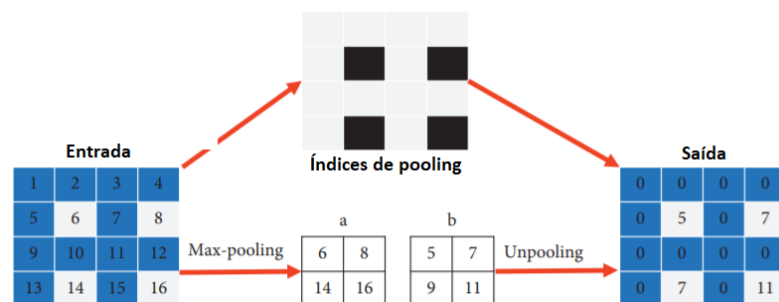 Índices de pooling
Entrada
1 2 3 4
5 6 7 8
9 10 11 12
13 14 15 16
Max-pooling
a
6 8
14 16
b
5 7
9 11
Unpooling
Saída
0 0 0 0
0 5 0 7
0 0 0 0
0 7 0 11